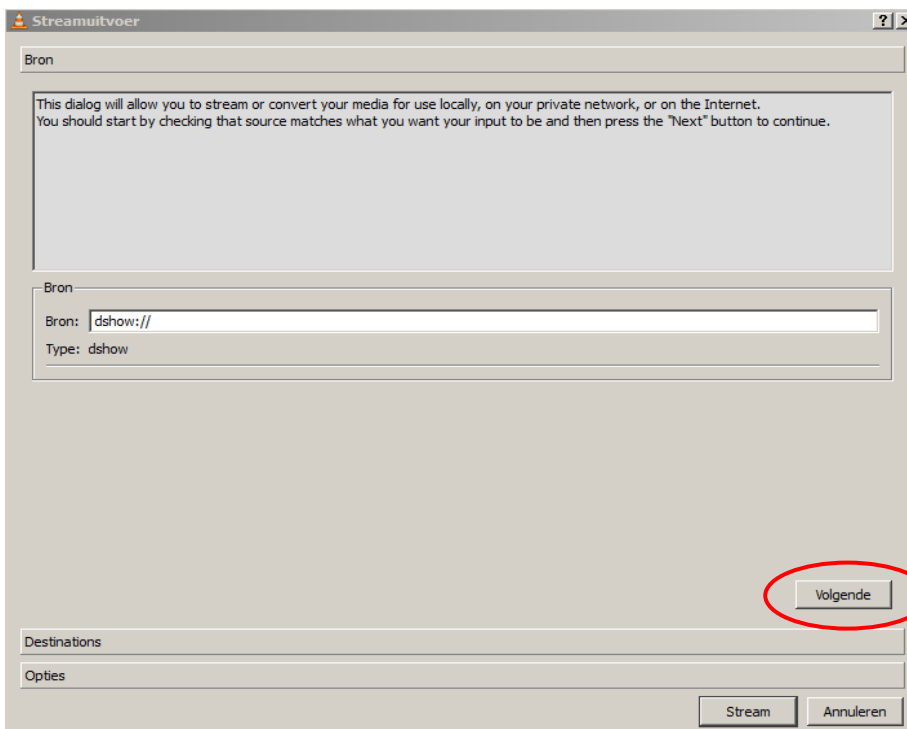 Streamuitvoer
Bron
This dialog will allow you to stream or convert your media for use locally, on your private network, or on the Internet.
You should start by checking that source matches what you want your input to be and then press the "Next" button to continue.
Bron
Bron: dshow://
Type: dshow
Volgende
Destinations
Opties
Stream Annuleren